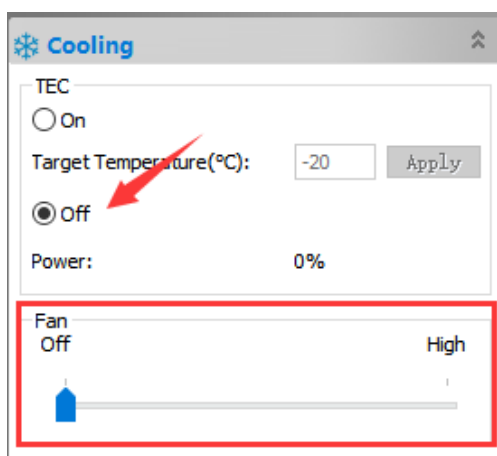 Cooling
TEC
On
Target Temperature(°C): -20 Apply
Off
Power: 0%
Fan
Off High